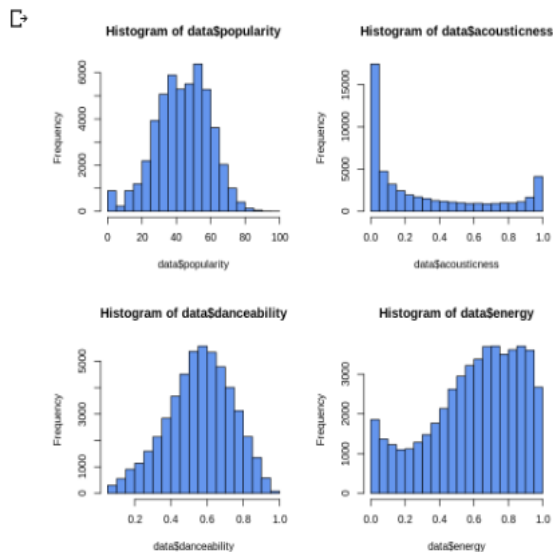 Histogram of data$popularity
Frequency
0 2000 4000 6000
0 20 40 60 80 100
data$popularity
Histogram of data$acousticness
Frequency
0 5000 10000 15000
0.0 0.2 0.4 0.6 0.8 1.0
data$acousticness
Histogram of data$danceability
Frequency
0 1000 3000 5000
0.2 0.4 0.6 0.8 1.0
data$danceability
Histogram of data$energy
Frequency
0 1000 2000 3000
0.0 0.2 0.4 0.6 0.8 1.0
data$energy